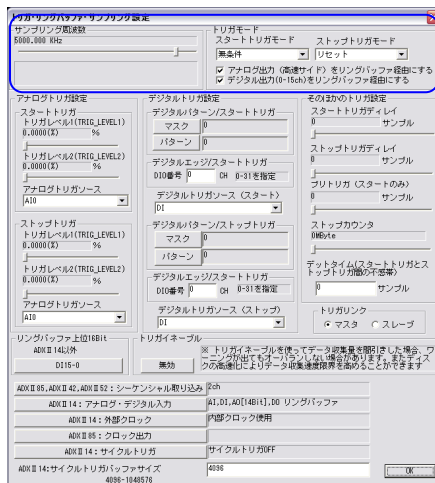 トリガ・リングバッファ・サンプリング設定
サンプリング周波数
5000.000 KHz
トリガモード
スタートトリガモード
ストップトリガモード
無条件
リセット
アナログ出力（高速サイド）をリングバッファ経由にする
デジタル出力(0-15ch)をリングバッファ経由にする
アナログトリガ設定
スタートトリガ
トリガレベル1(TRIG_LEVEL1)
0.0000(%) %
トリガレベル2(TRIG_LEVEL2)
0.0000(%) %
アナログトリガソース
AI0
ストップトリガ
トリガレベル1(TRIG_LEVEL1)
0.0000(%) %
トリガレベル2(TRIG_LEVEL2)
0.0000(%) %
アナログトリガソース
AI0
デジタルトリガ設定
デジタルパターン/スタートトリガ
マスク 0
パターン 0
デジタルエッジ/スタートトリガ
DIO番号 0 CH 0-31を指定
デジタルトリガソース（スタート）
DI
デジタルパターン/ストップトリガ
マスク 0
パターン 0
デジタルエッジ/スタートトリガ
DIO番号 0 CH 0-31を指定
デジタルトリガソース（ストップ）
DI
そのほかのトリガ設定
スタートトリガディレイ
0 サンプル
ストップトリガディレイ
0 サンプル
プリトリガ（スタートのみ）
0 サンプル
ストップカウンタ
0MByte
デットタイム(スタートトリガとストップトリガ間の不感帯)
0 サンプル
トリガリンク
マスタ スレーブ
リングバッファ上位16Bit
ADXⅡ14以外
DI15-0
トリガイネーブル
無効
※ トリガイネーブルを使ってデータ収集量を間引きした場合、ワ
ーニングが出てもオーバランしない場合があります。またディス
クの高速化によりデータ収集速度限界を高めることができます
ADXⅡ85,ADXⅡ42,ADXⅡ52：シーケンシャル取り込み 2ch
ADXⅡ14：アナログ・デジタル入力 AI,DI,AO[14Bit],DO リングバッファ
ADXⅡ14：外部クロック 内部クロック使用
ADXⅡ85：クロック出力
ADXⅡ14：サイクルトリガ サイクルトリガOFF
ADXⅡ14:サイクルトリガバッファサイズ 4096
4096-1048576
OK